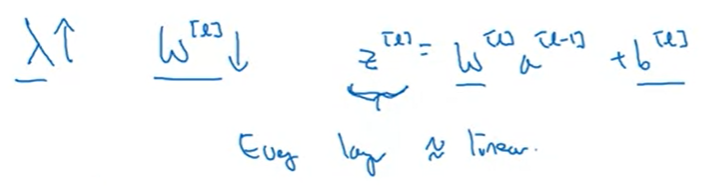 λ↑ W^[l]↓ z^[l] = W^[l] a^[l-1] + b^[l]
Every layer ≈ linear.